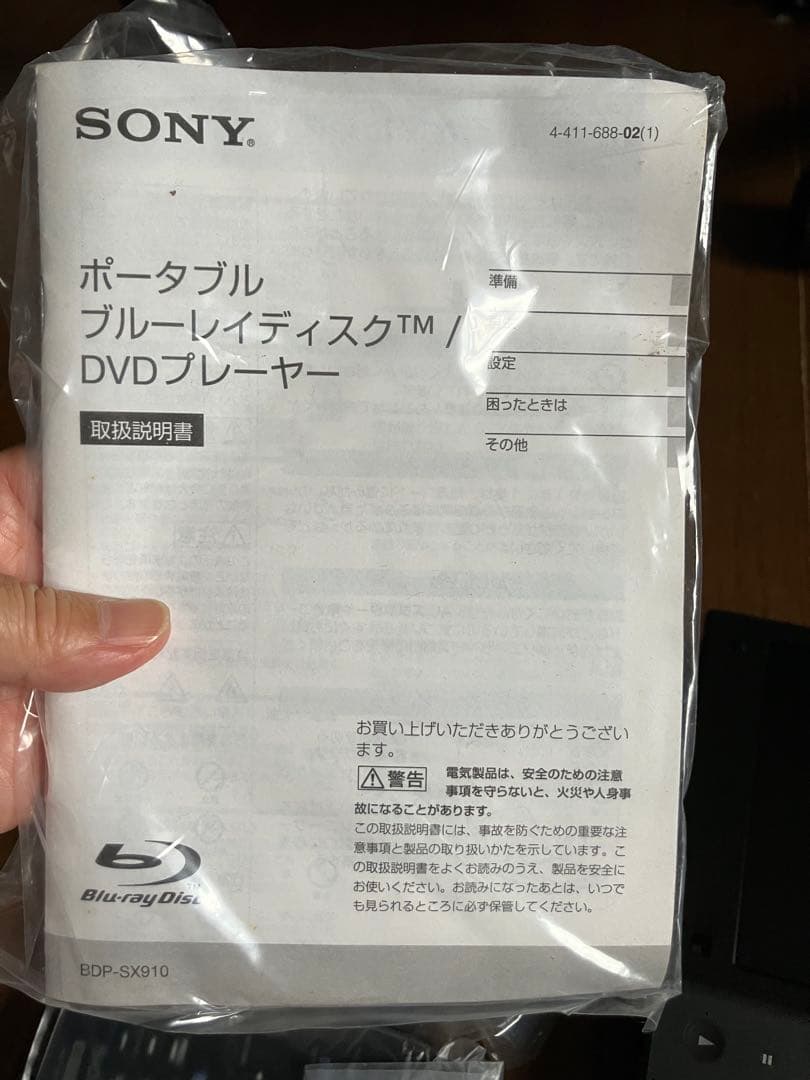 SONY®
4-411-688-02(1)
ポータブル
ブルーレイディスク™ /
DVDプレーヤー
取扱説明書
準備
設定
困ったときは
その他
お買い上げいただきありがとうござい
ます。
警告 電気製品は、安全のための注意
事項を守らないと、火災や人身事
故になることがあります。
この取扱説明書には、事故を防ぐための重要な注
意事項と製品の取り扱いかたを示しています。こ
の取扱説明書をよくお読みのうえ、製品を安全に
お使いください。お読みになったあとは、いつで
も見られるところに必ず保管してください。
Blu-ray Disc
BDP-SX910